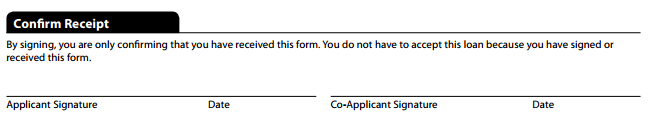 Confirm Receipt
By signing, you are only confirming that you have received this form. You do not have to accept this loan because you have signed or
received this form.
Applicant Signature Date Co-Applicant Signature Date